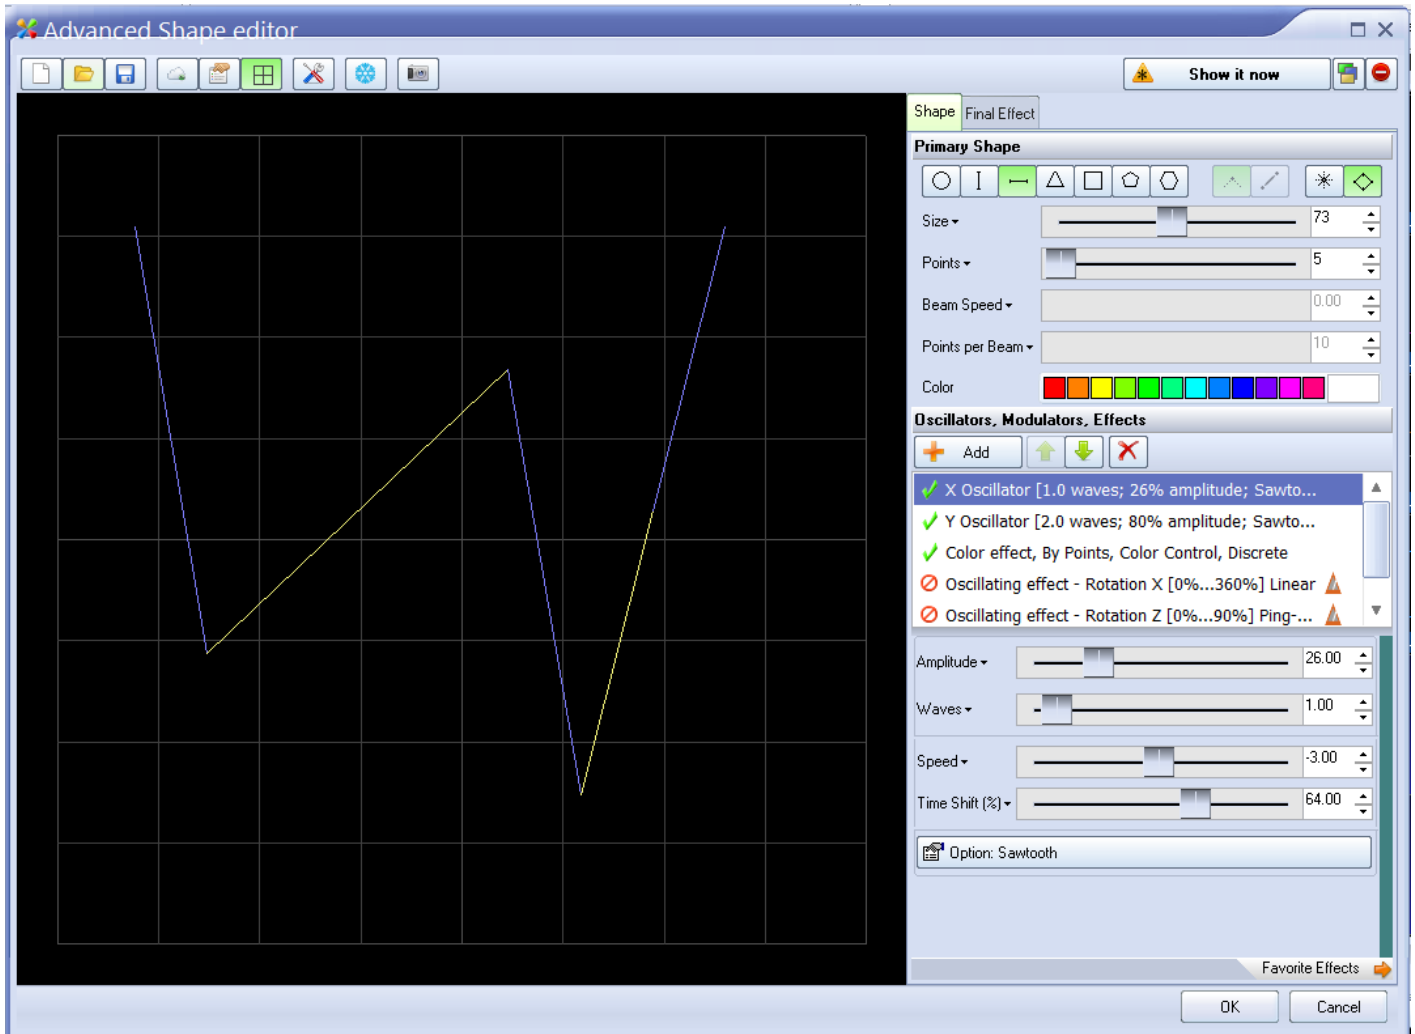 Advanced Shape editor
Show it now
Shape Final Effect
Primary Shape
Size 73
Points 5
Beam Speed 0.00
Points per Beam 10
Color
Oscillators, Modulators, Effects
Add
X Oscillator [1.0 waves; 26% amplitude; Sawto...
Y Oscillator [2.0 waves; 80% amplitude; Sawto...
Color effect, By Points, Color Control, Discrete
Oscillating effect - Rotation X [0%...360%] Linear
Oscillating effect - Rotation Z [0%...90%] Ping-...
Amplitude 26.00
Waves 1.00
Speed -3.00
Time Shift (%) 64.00
Option: Sawtooth
Favorite Effects
OK Cancel